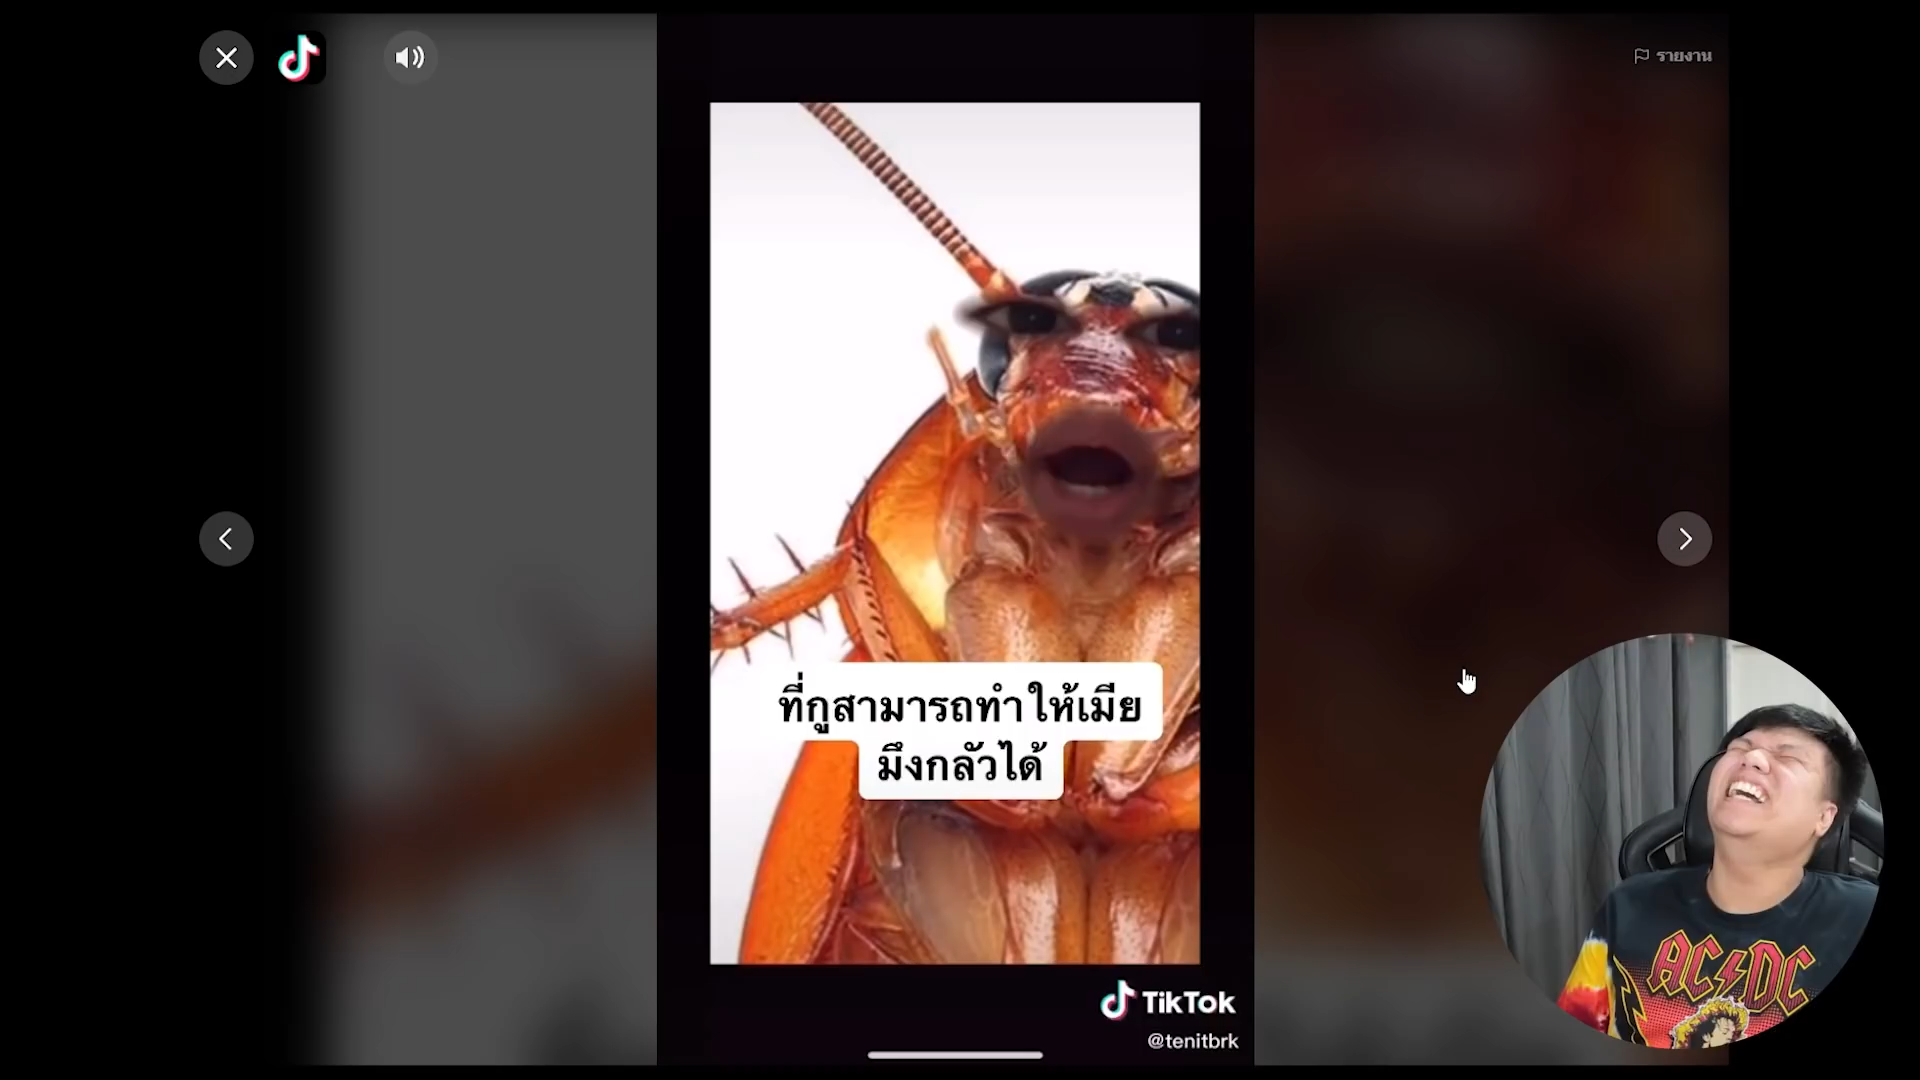 รายงาน
ที่กูสามารถทำให้เมีย
มึงกลัวได้
TikTok
@tenitbrk
AC DC